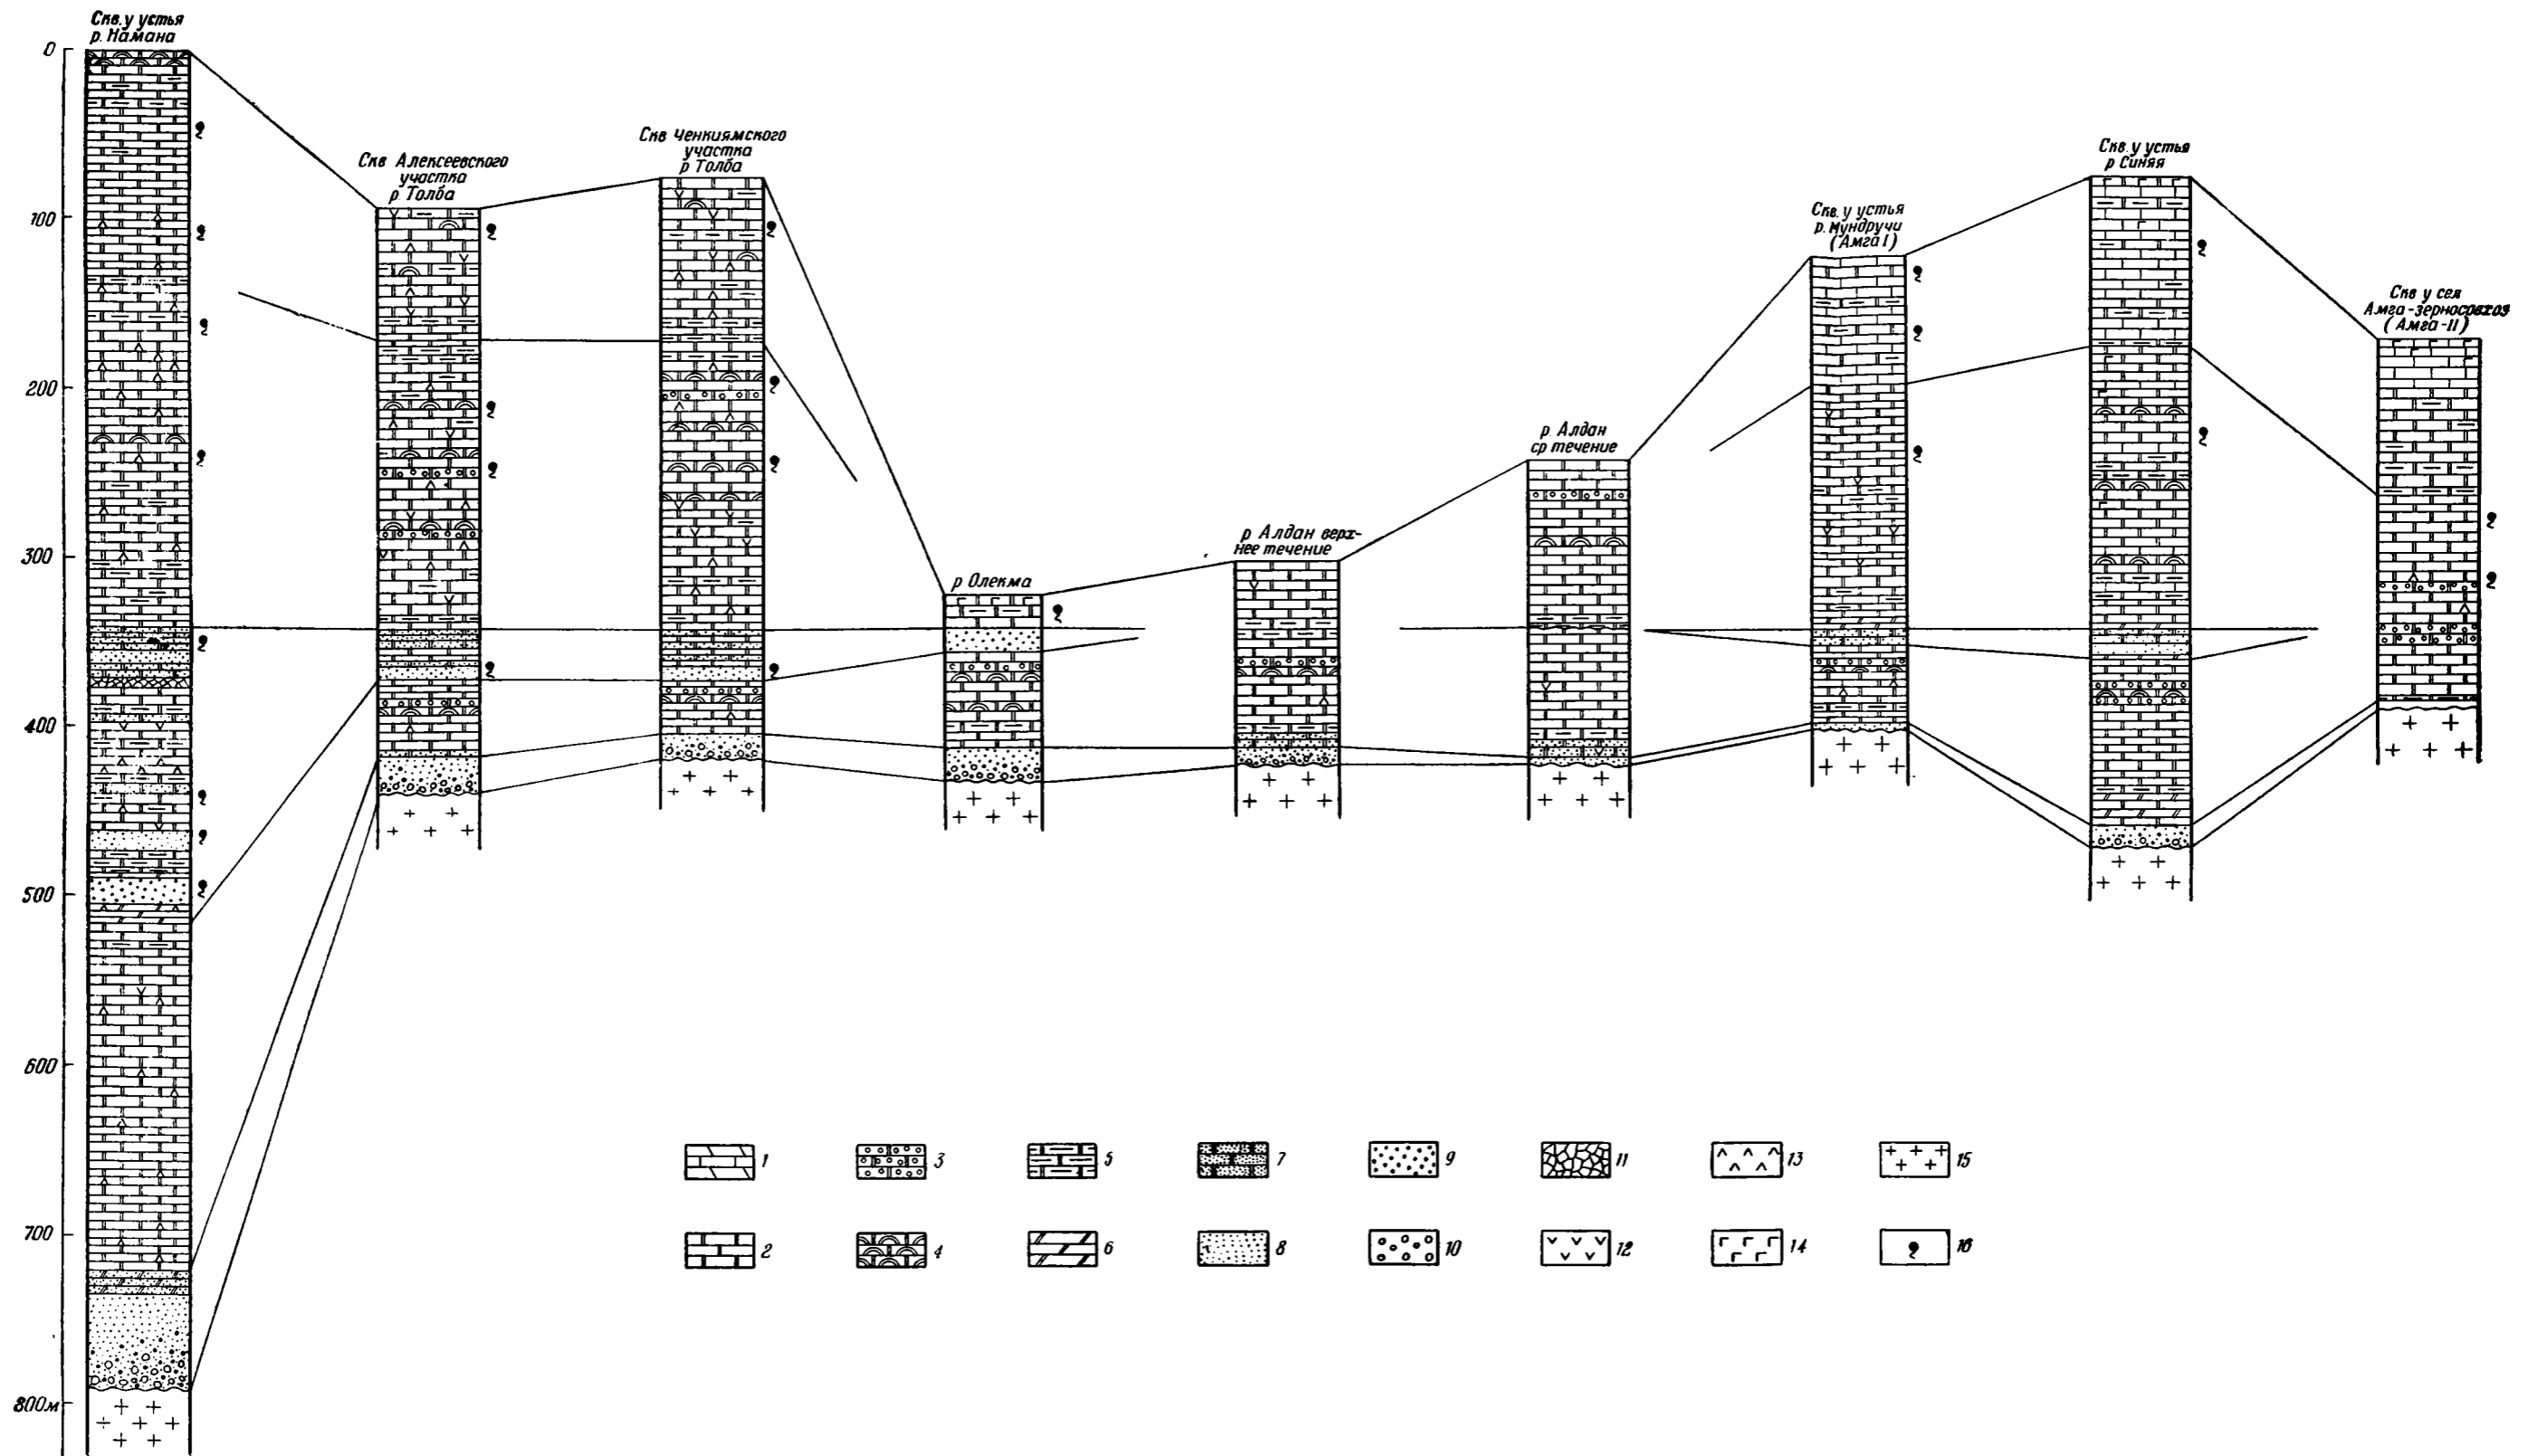 Скв. у устья
р. Намана
Скв Алексеевского
участка
р. Толба
Скв Ченкиямского
участка
р Толба
р Олекма
р Алдан верх-
нее течение
р. Алдан
ср течение
Скв. у устья
р. Мундручи
(Амга I)
Скв. у устья
р Синяя
Скв у сел
Амга-зерносовхоз
(Амга-II)
0
100
200
300
400
500
600
700
800м
1
3
5
7
9
11
13
15
2
4
6
8
10
12
14
16